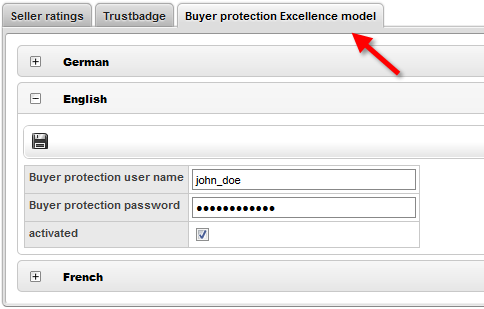 Seller ratings Trustbadge Buyer protection Excellence model
German
English
Buyer protection user name john_doe
Buyer protection password ●●●●●●●●●●●●
activated
French